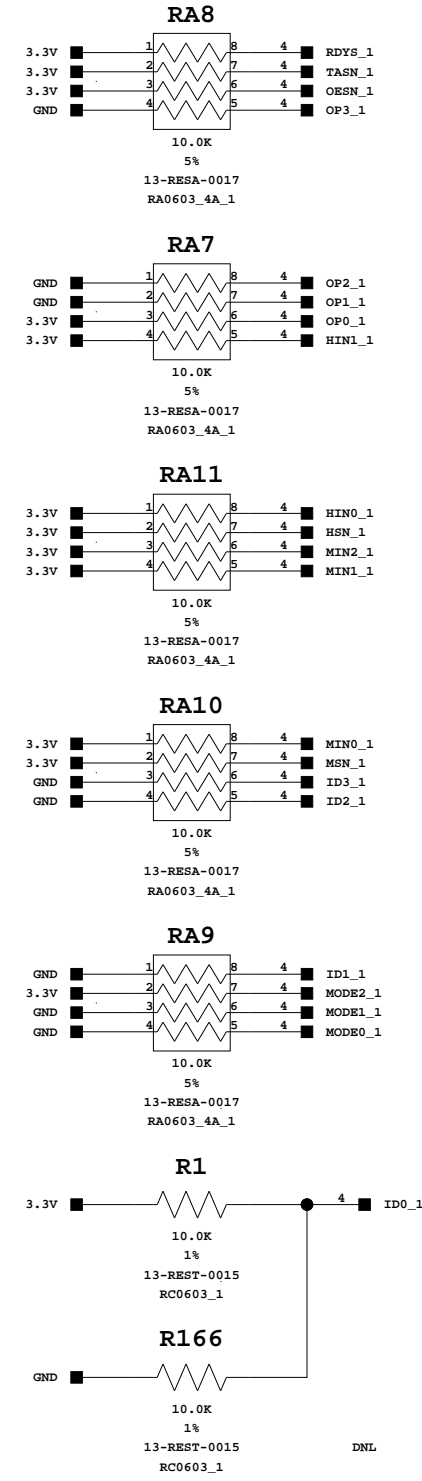 RA8
3.3V 1 8 4 RDYS_1
3.3V 2 7 4 TASN_1
3.3V 3 6 4 OESN_1
GND 4 5 4 OP3_1
10.0K
5%
13-RESA-0017
RA0603_4A_1
RA7
GND 1 8 4 OP2_1
GND 2 7 4 OP1_1
3.3V 3 6 4 OP0_1
3.3V 4 5 4 HIN1_1
10.0K
5%
13-RESA-0017
RA0603_4A_1
RA11
3.3V 1 8 4 HIN0_1
3.3V 2 7 4 HSN_1
3.3V 3 6 4 MIN2_1
3.3V 4 5 4 MIN1_1
10.0K
5%
13-RESA-0017
RA0603_4A_1
RA10
3.3V 1 8 4 MIN0_1
3.3V 2 7 4 MSN_1
GND 3 6 4 ID3_1
GND 4 5 4 ID2_1
10.0K
5%
13-RESA-0017
RA0603_4A_1
RA9
GND 1 8 4 ID1_1
3.3V 2 7 4 MODE2_1
GND 3 6 4 MODE1_1
GND 4 5 4 MODE0_1
10.0K
5%
13-RESA-0017
RA0603_4A_1
R1
3.3V 4 ID0_1
10.0K
1%
13-REST-0015
RC0603_1
R166
GND
10.0K
1%
13-REST-0015 DNL
RC0603_1